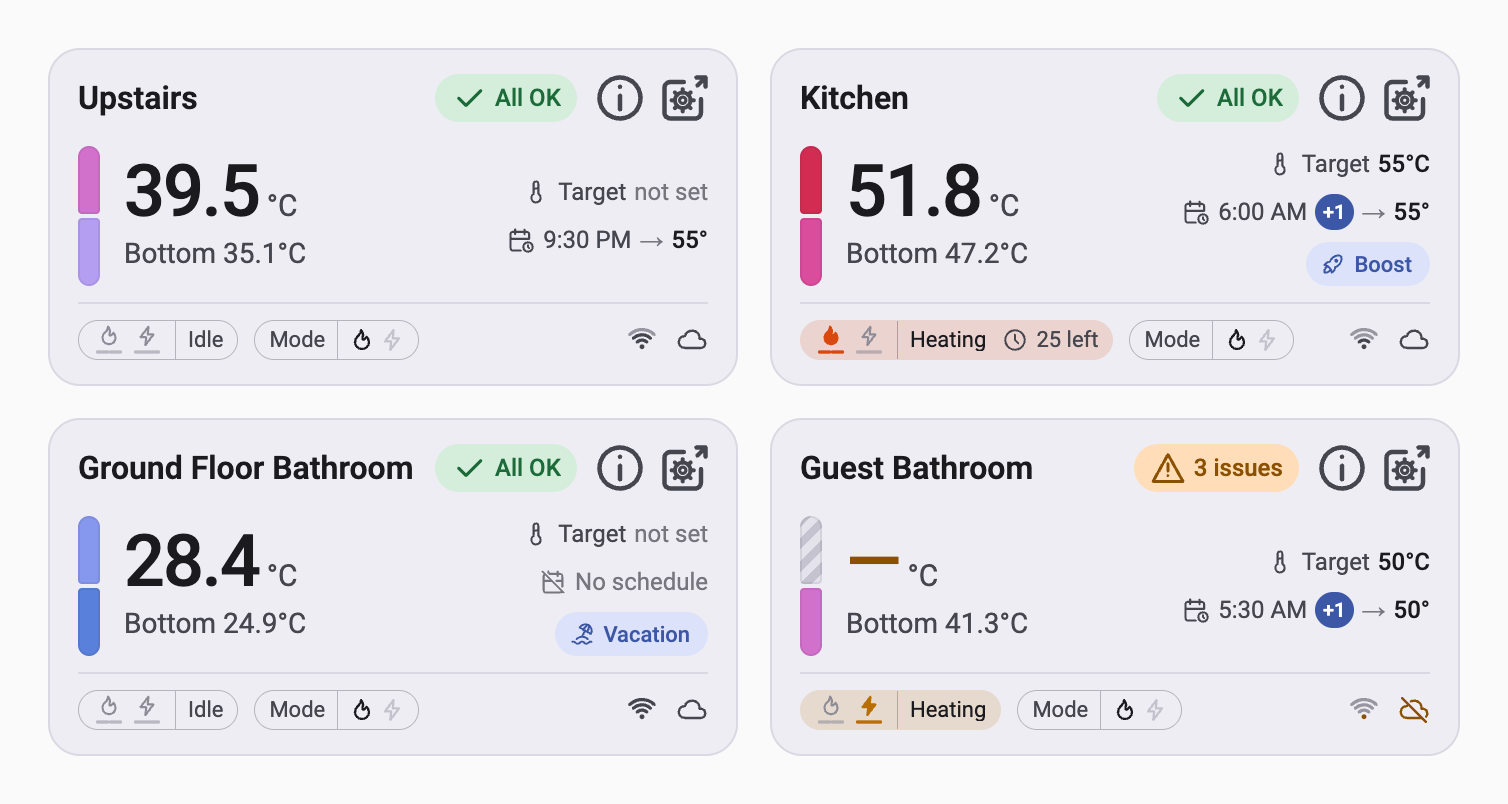 Upstairs All OK
39.5 °C
Bottom 35.1°C
Target not set
9:30 PM → 55°
Idle Mode
Kitchen All OK
51.8 °C
Bottom 47.2°C
Target 55°C
6:00 AM +1 → 55°
Boost
Heating 25 left Mode
Ground Floor Bathroom All OK
28.4 °C
Bottom 24.9°C
Target not set
No schedule
Vacation
Idle Mode
Guest Bathroom 3 issues
— °C
Bottom 41.3°C
Target 50°C
5:30 AM +1 → 50°
Heating Mode